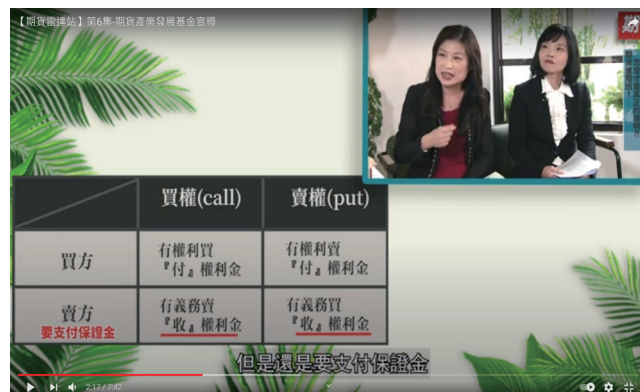 【期貨雷達站】第6集-期貨產業發展基金宣導
買權(call)
賣權(put)
買方
有權利買
『付』權利金
有權利賣
『付』權利金
賣方
要支付保證金
有義務賣
『收』權利金
有義務買
『收』權利金
但是還是要支付保證金
2:17 / 7:42